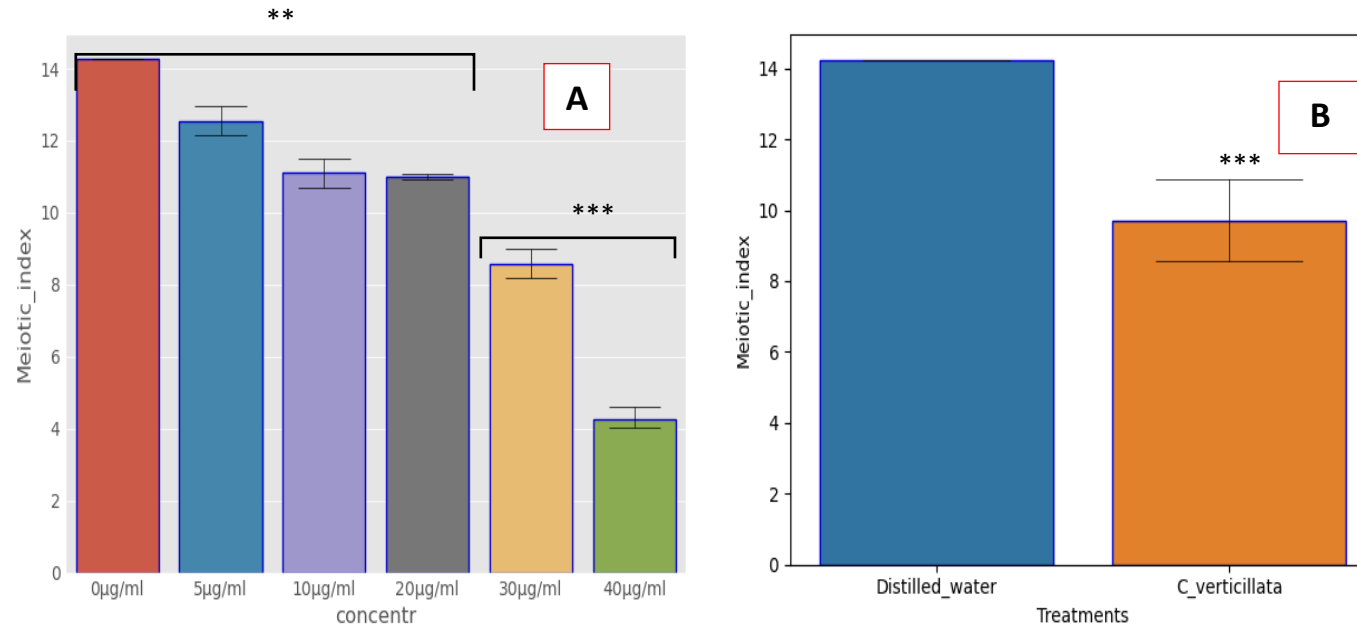 **
A
***
Meiotic_index
14
12
10
8
6
4
2
0
0µg/ml 5µg/ml 10µg/ml 20µg/ml 30µg/ml 40µg/ml
concentr
B
***
Meiotic_index
14
12
10
8
6
4
2
0
Distilled_water C_verticillata
Treatments